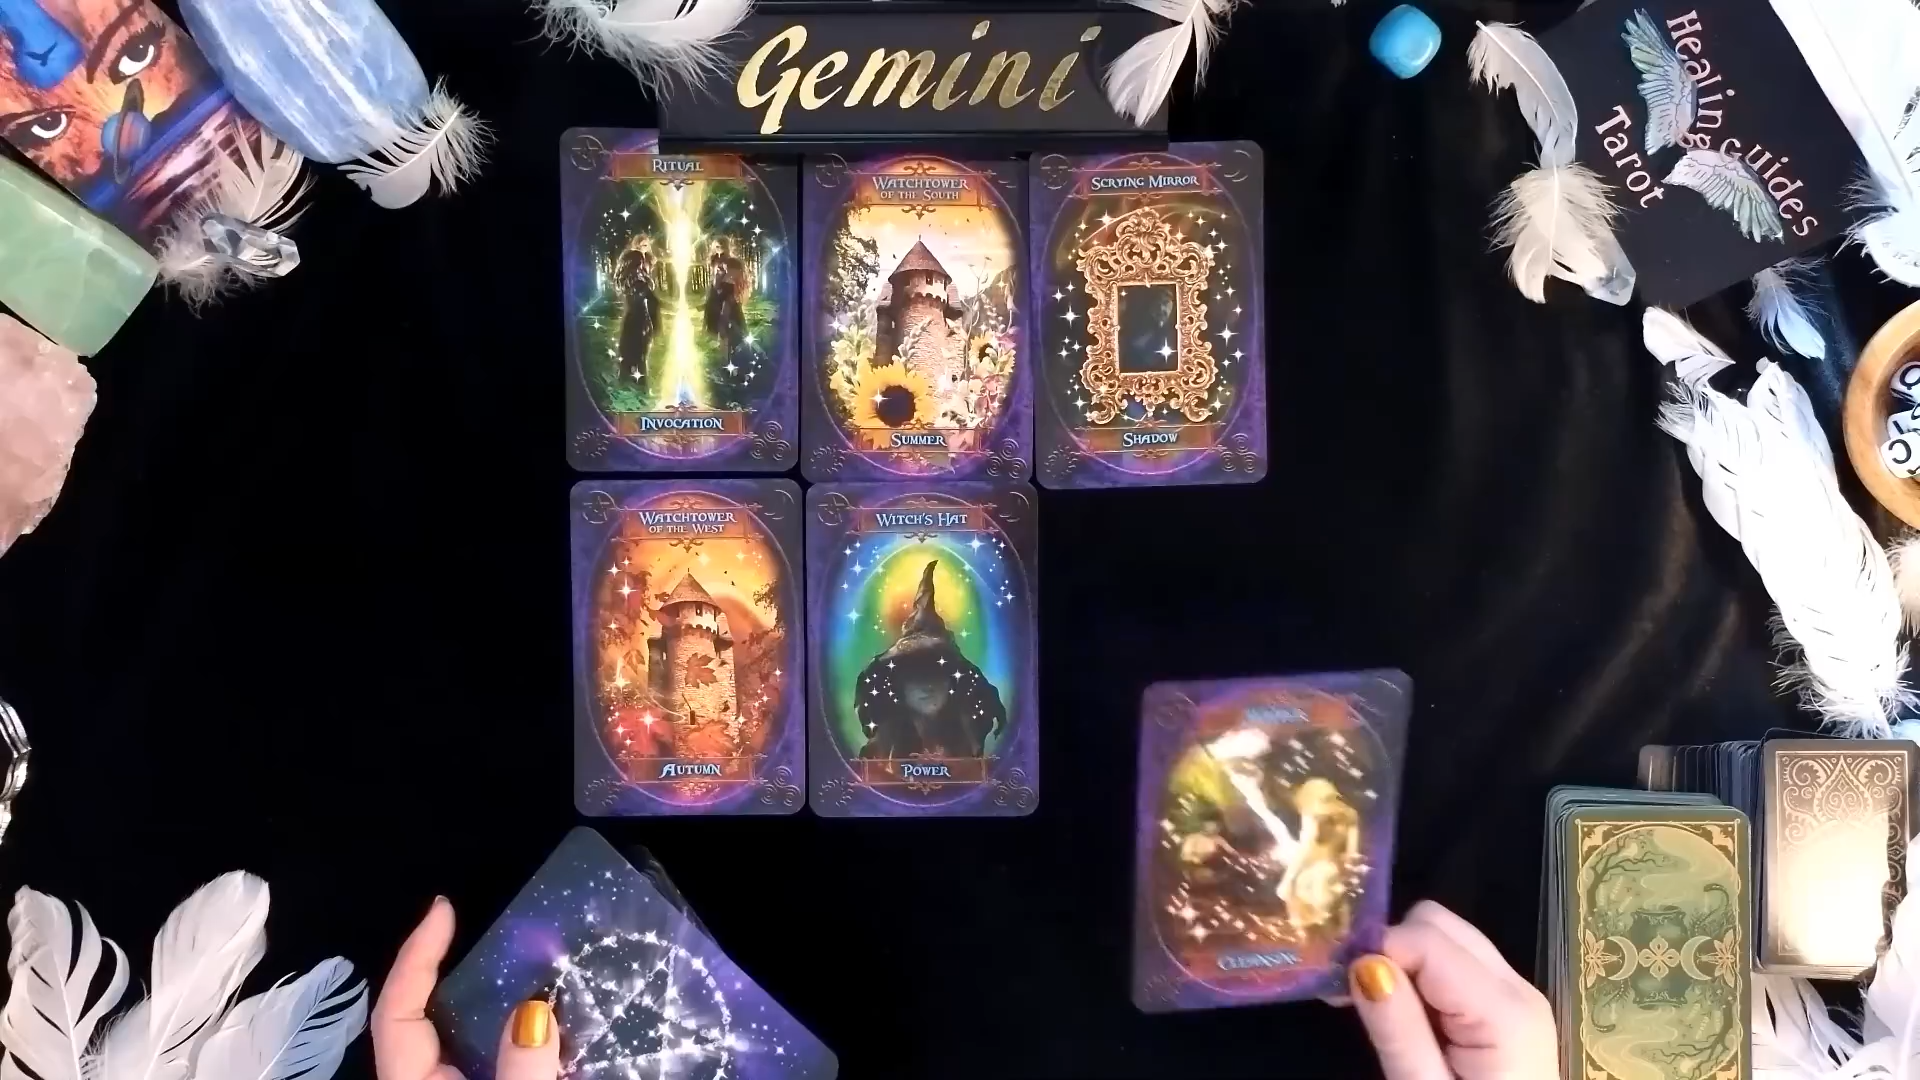 Gemini
Healing guides
Tarot
RITUAL
INVOCATION
WATCHTOWER
OF THE SOUTH
SUMMER
SCRYING MIRROR
SHADOW
WATCHTOWER
OF THE WEST
AUTUMN
WITCH'S HAT
POWER